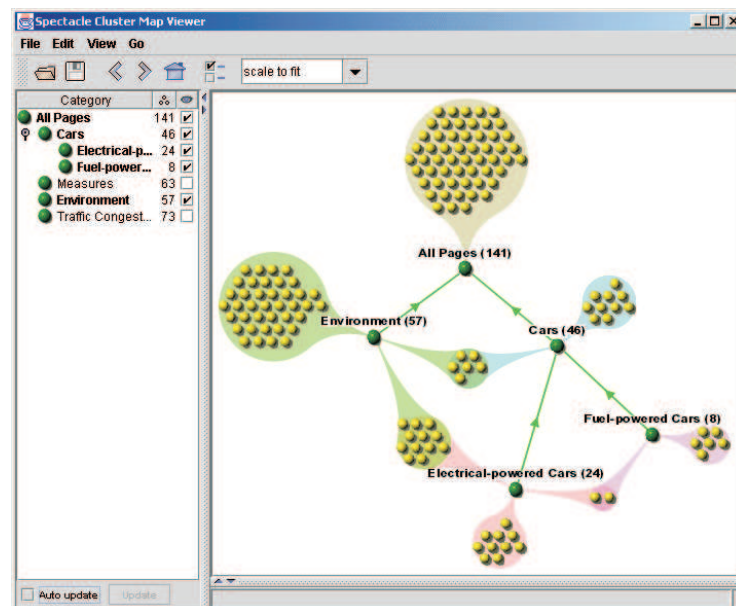 Spectacle Cluster Map Viewer
File Edit View Go
scale to fit
Category
All Pages 141
Cars 46
Electrical-p... 24
Fuel-power... 8
Measures 63
Environment 57
Traffic Congest... 73
All Pages (141)
Environment (57)
Cars (46)
Fuel-powered Cars (8)
Electrical-powered Cars (24)
Auto update Update